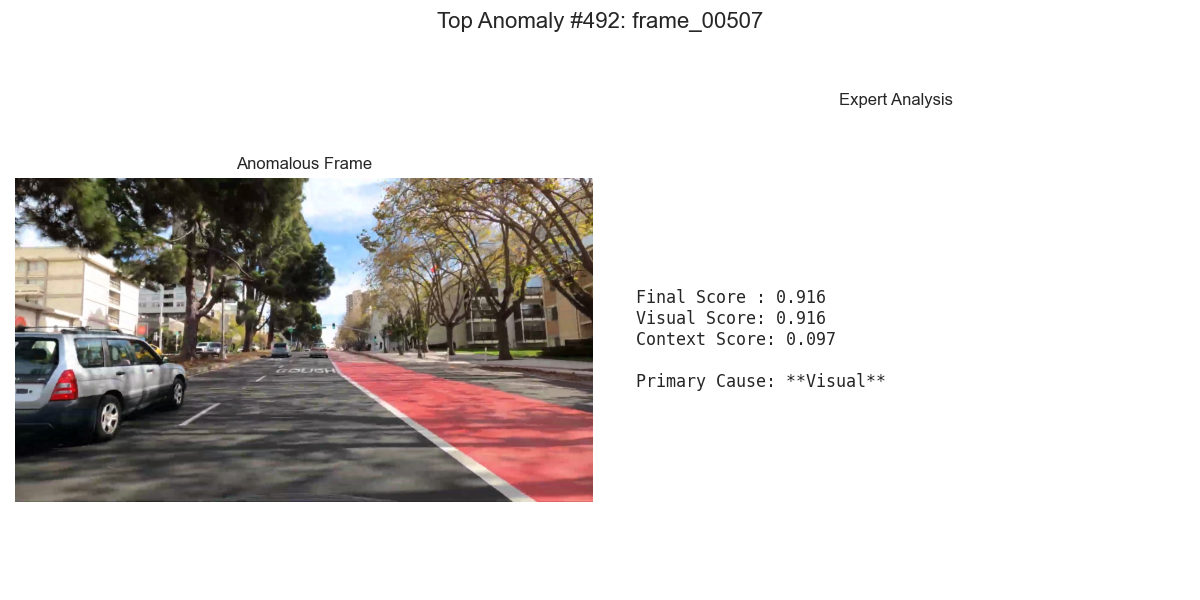 Top Anomaly #492: frame_00507
Expert Analysis
Anomalous Frame
GOUGH
Final Score : 0.916
Visual Score: 0.916
Context Score: 0.097
Primary Cause: **Visual**